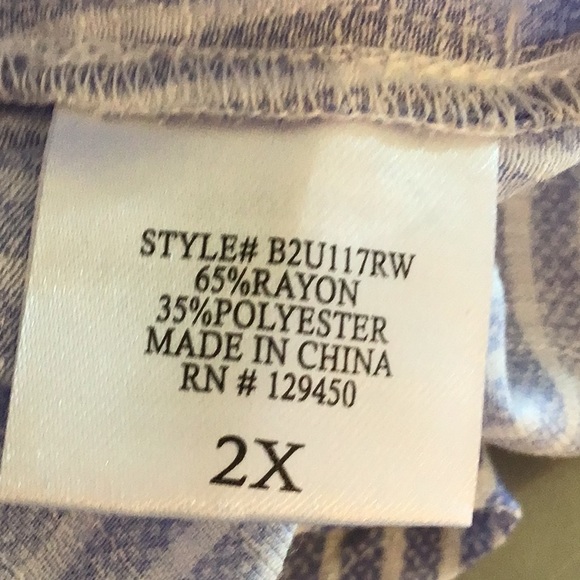 STYLE# B2U117RW
65%RAYON
35%POLYESTER
MADE IN CHINA
RN # 129450
2X